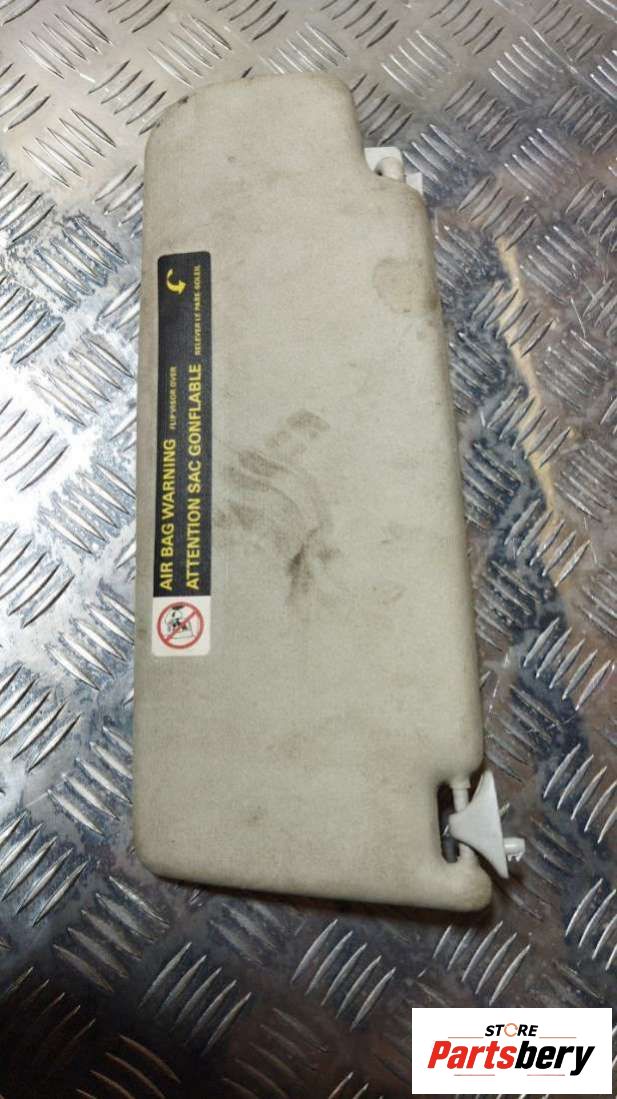 AIR BAG WARNING FLIP VISOR OVER
ATTENTION SAC GONFLABLE RELEVER LE PARE-SOLEIL
STORE
Partsbery